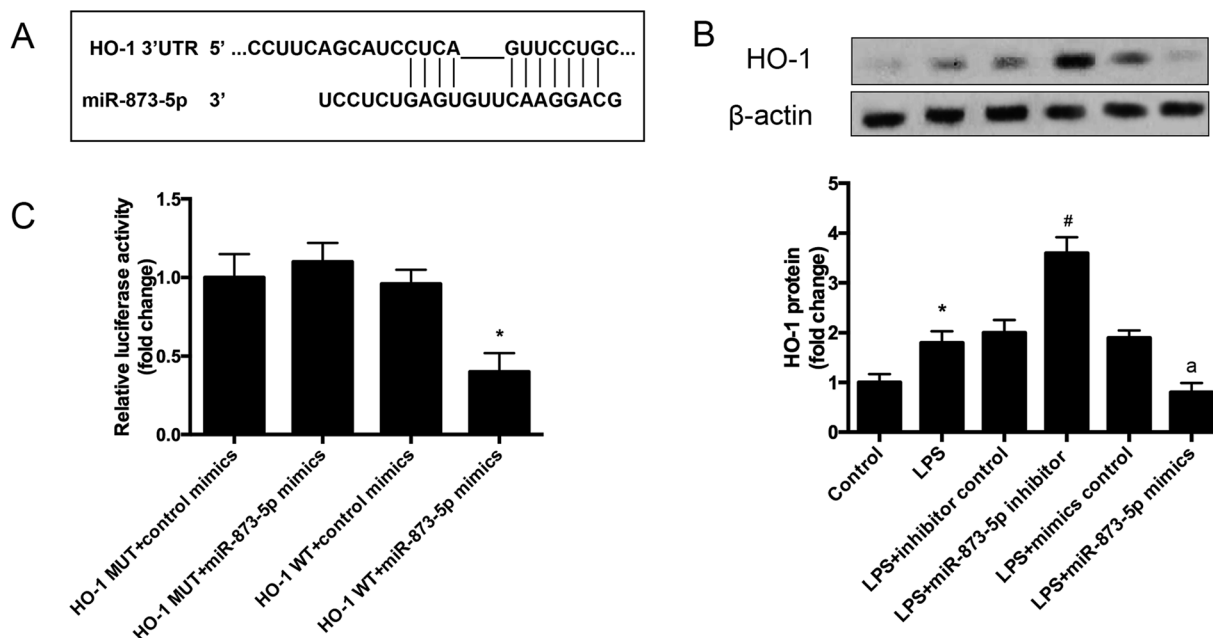 A
HO-1 3’UTR 5’ ...CCUUCAGCAUCCUCA___GUUCCUGC...
miR-873-5p 3’ UCCUCUGAGUGUUCAAGGACG
B
HO-1
β-actin
HO-1 protein
(fold change)
5
4
3
2
1
0
*
#
a
Control
LPS
LPS+inhibitor control
LPS+miR-873-5p inhibitor
LPS+mimics control
LPS+miR-873-5p mimics
C
Relative luciferase activity
(fold change)
1.5
1.0
0.5
0.0
*
HO-1 MUT+control mimics
HO-1 MUT+miR-873-5p mimics
HO-1 WT+control mimics
HO-1 WT+miR-873-5p mimics